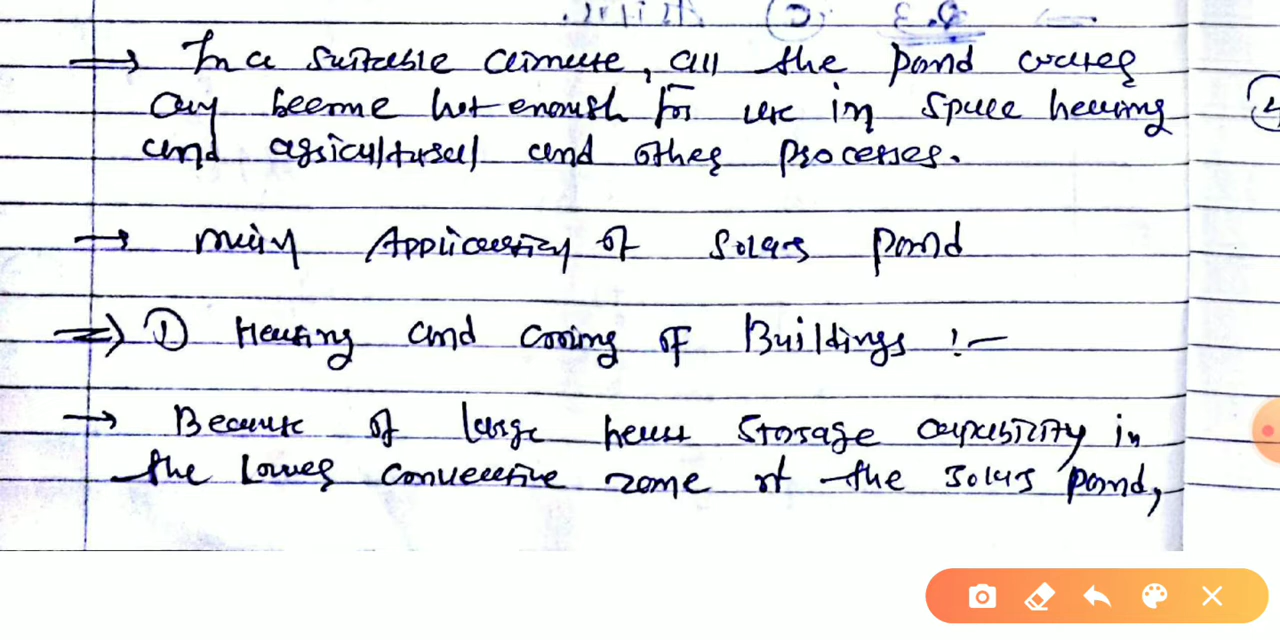 → In a suitable climate, all the pond water
can become hot enough for use in space heating
and agricultural and other processes.
→ Main Application of Solar pond
⇒ ① Heating and cooling of Buildings :-
→ Because of large heat storage capability in
the lower convective zone of the solar pond,